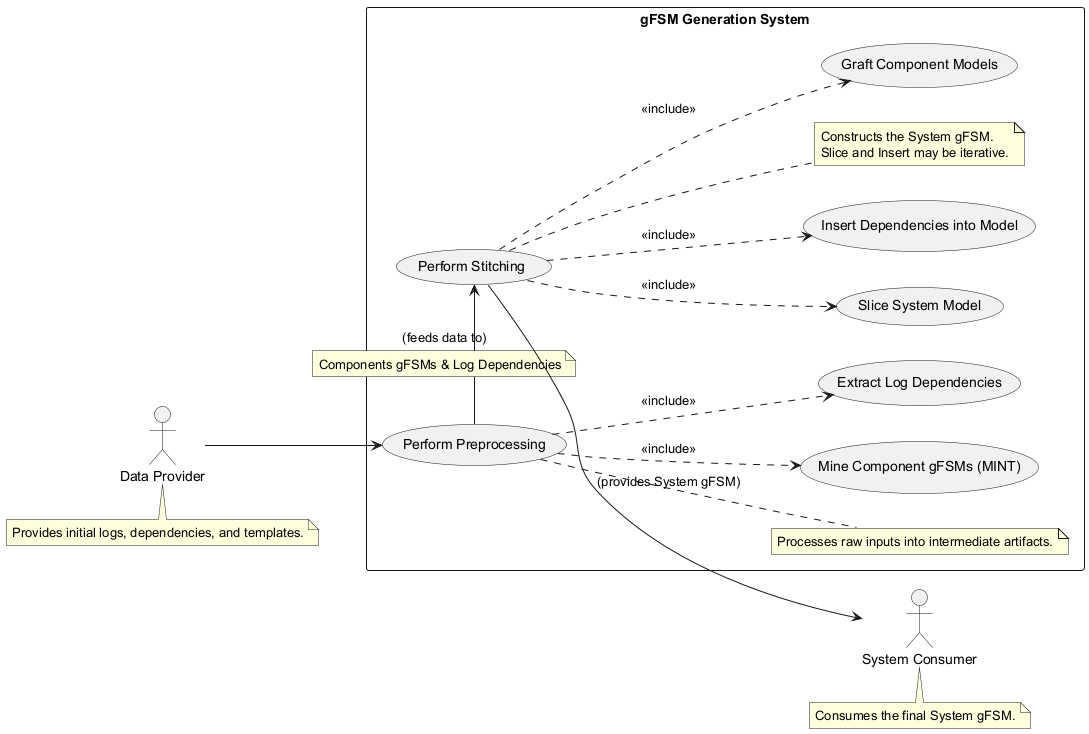 gFSM Generation System
Graft Component Models
«include»
Constructs the System gFSM.
Slice and Insert may be iterative.
Insert Dependencies into Model
«include»
Perform Stitching
«include»
Slice System Model
(feeds data to)
Components gFSMs & Log Dependencies
Extract Log Dependencies
«include»
Perform Preprocessing
«include»
Mine Component gFSMs (MINT)
Data Provider
(provides System gFSM)
Provides initial logs, dependencies, and templates.
Processes raw inputs into intermediate artifacts.
System Consumer
Consumes the final System gFSM.